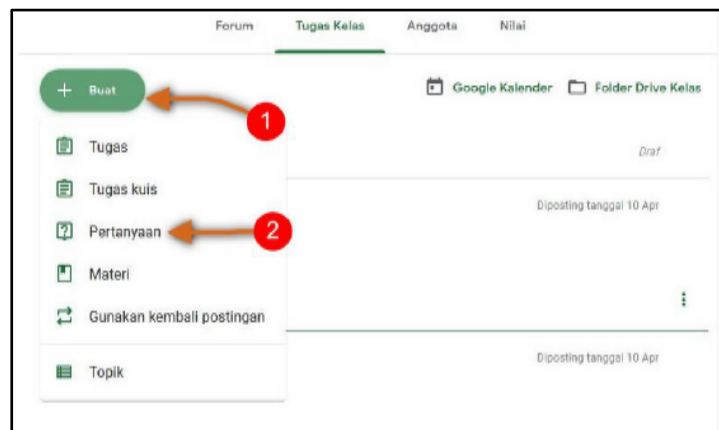 Forum Tugas Kelas Anggota Nilai
+ Buat
Google Kalender Folder Drive Kelas
1
Tugas
Draf
Tugas kuis
Diposting tanggal 10 Apr
Pertanyaan
2
Materi
Gunakan kembali postingan
Topik
Diposting tanggal 10 Apr